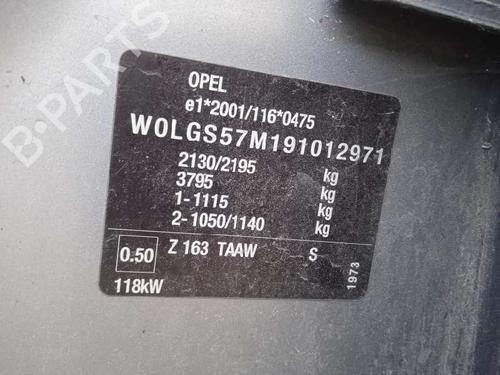 OPEL
e1*2001/116*0475
W0LGS57M191012971
2130/2195 kg
3795 kg
1-1115 kg
2-1050/1140 kg
0.50 Z 163 TAAW S
118kW
1973
B-PARTS